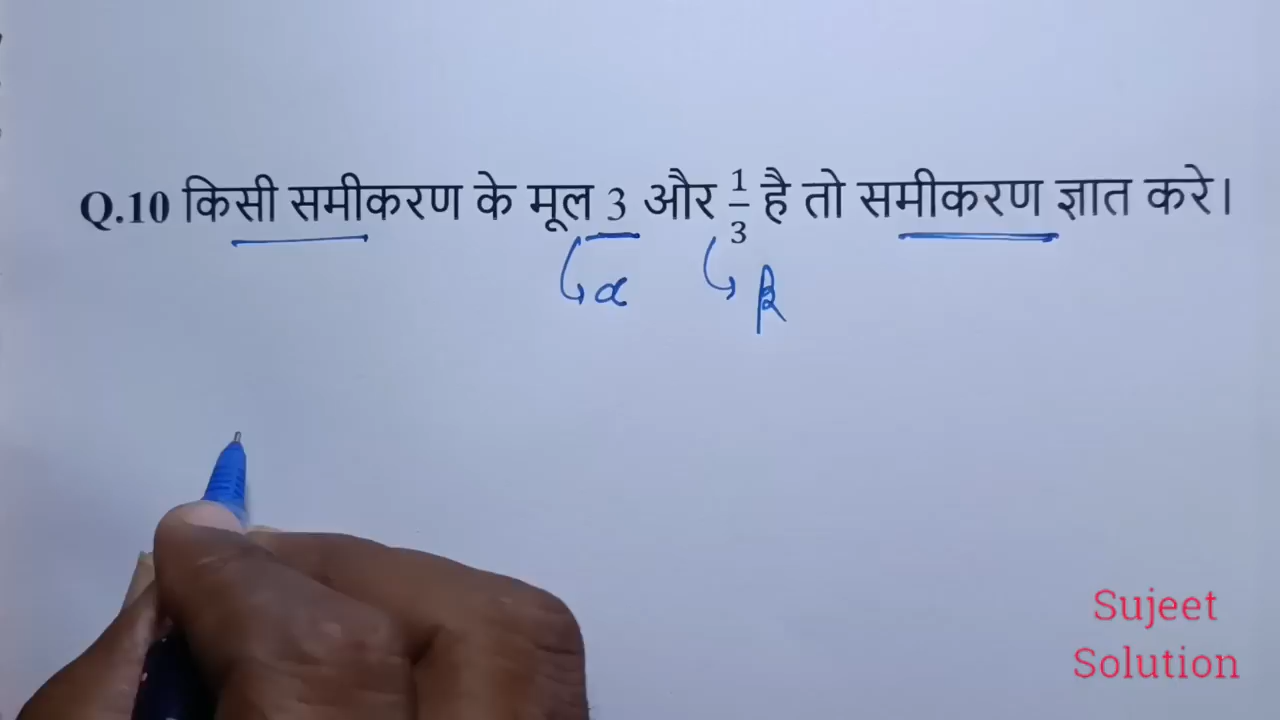 Q.10 किसी समीकरण के मूल 3 और 1/3 है तो समीकरण ज्ञात करे।
α β
Sujeet
Solution